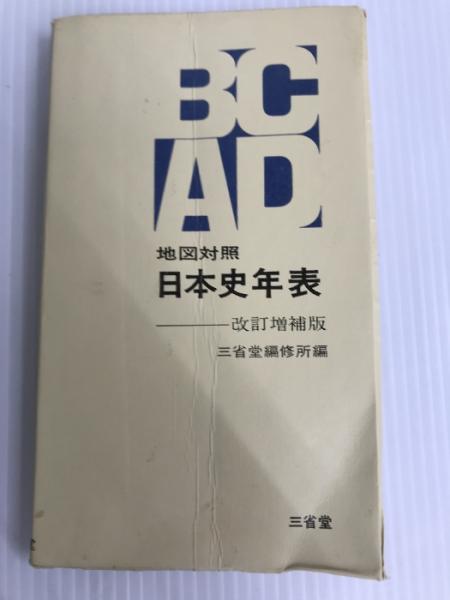 BC
AD
地図対照
日本史年表
——改訂増補版
三省堂編修所編
三省堂